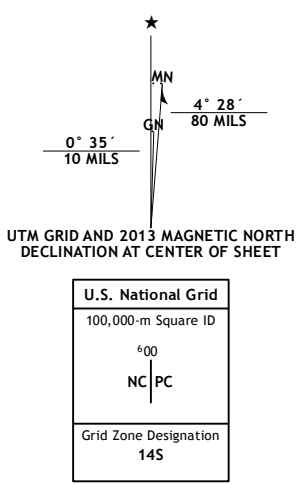 ★
MN
4° 28´
80 MILS
GN
0° 35´
10 MILS
UTM GRID AND 2013 MAGNETIC NORTH
DECLINATION AT CENTER OF SHEET
U.S. National Grid
100,000-m Square ID
⁶00
NC PC
Grid Zone Designation
14S